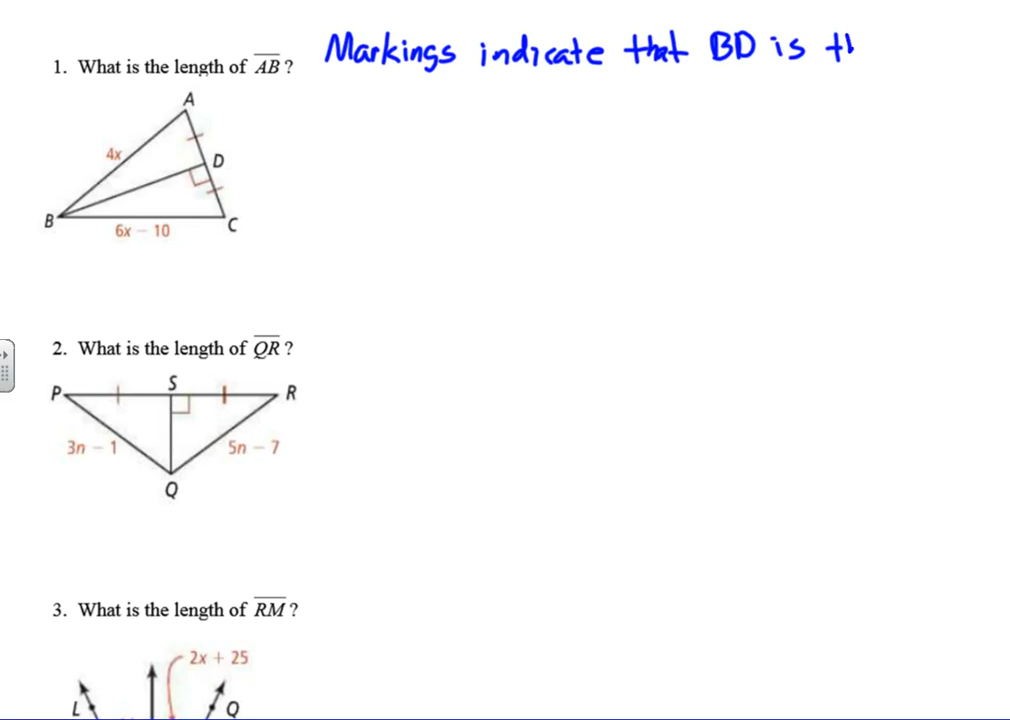 Markings indicate that BD is th
1. What is the length of AB ?
A
4x
D
B
C
6x − 10
2. What is the length of QR ?
P
S
R
3n − 1
5n − 7
Q
3. What is the length of RM ?
2x + 25
L
Q